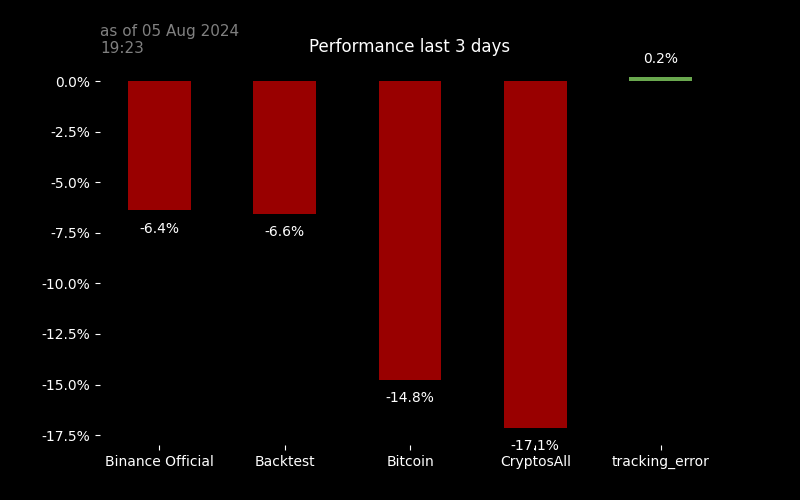 as of 05 Aug 2024
19:23
Performance last 3 days
0.2%
0.0%
-2.5%
-5.0%
-7.5%
-10.0%
-12.5%
-15.0%
-17.5%
-6.4%
-6.6%
-14.8%
-17.1%
Binance Official
Backtest
Bitcoin
CryptosAll
tracking_error